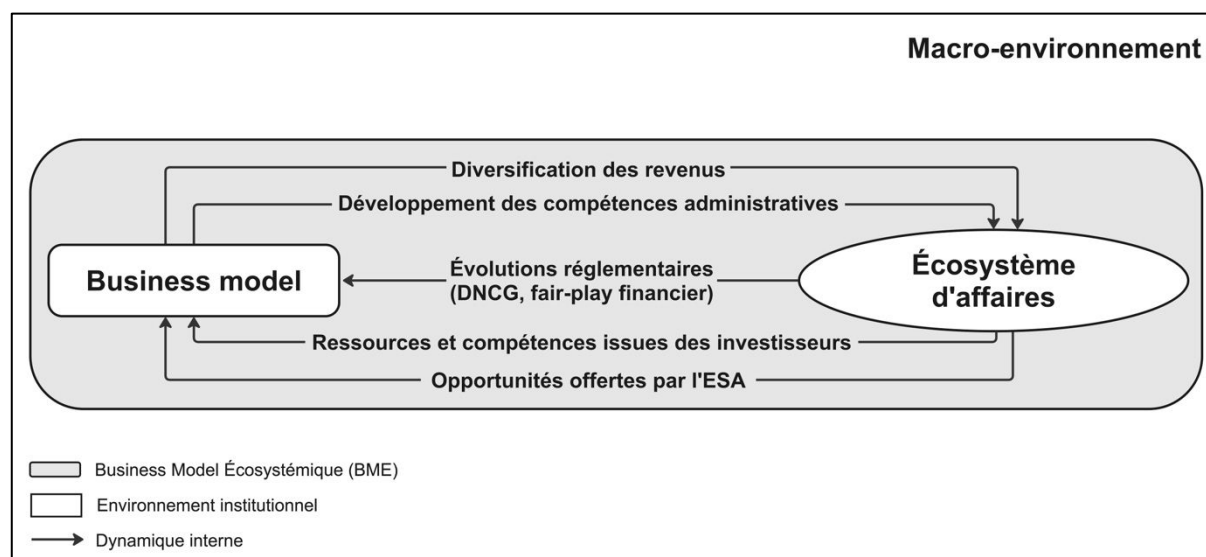 Macro-environnement
Diversification des revenus
Développement des compétences administratives
Business model
Évolutions réglementaires
(DNCG, fair-play financier)
Écosystème
d'affaires
Ressources et compétences issues des investisseurs
Opportunités offertes par l'ESA
Business Model Écosystémique (BME)
Environnement institutionnel
Dynamique interne